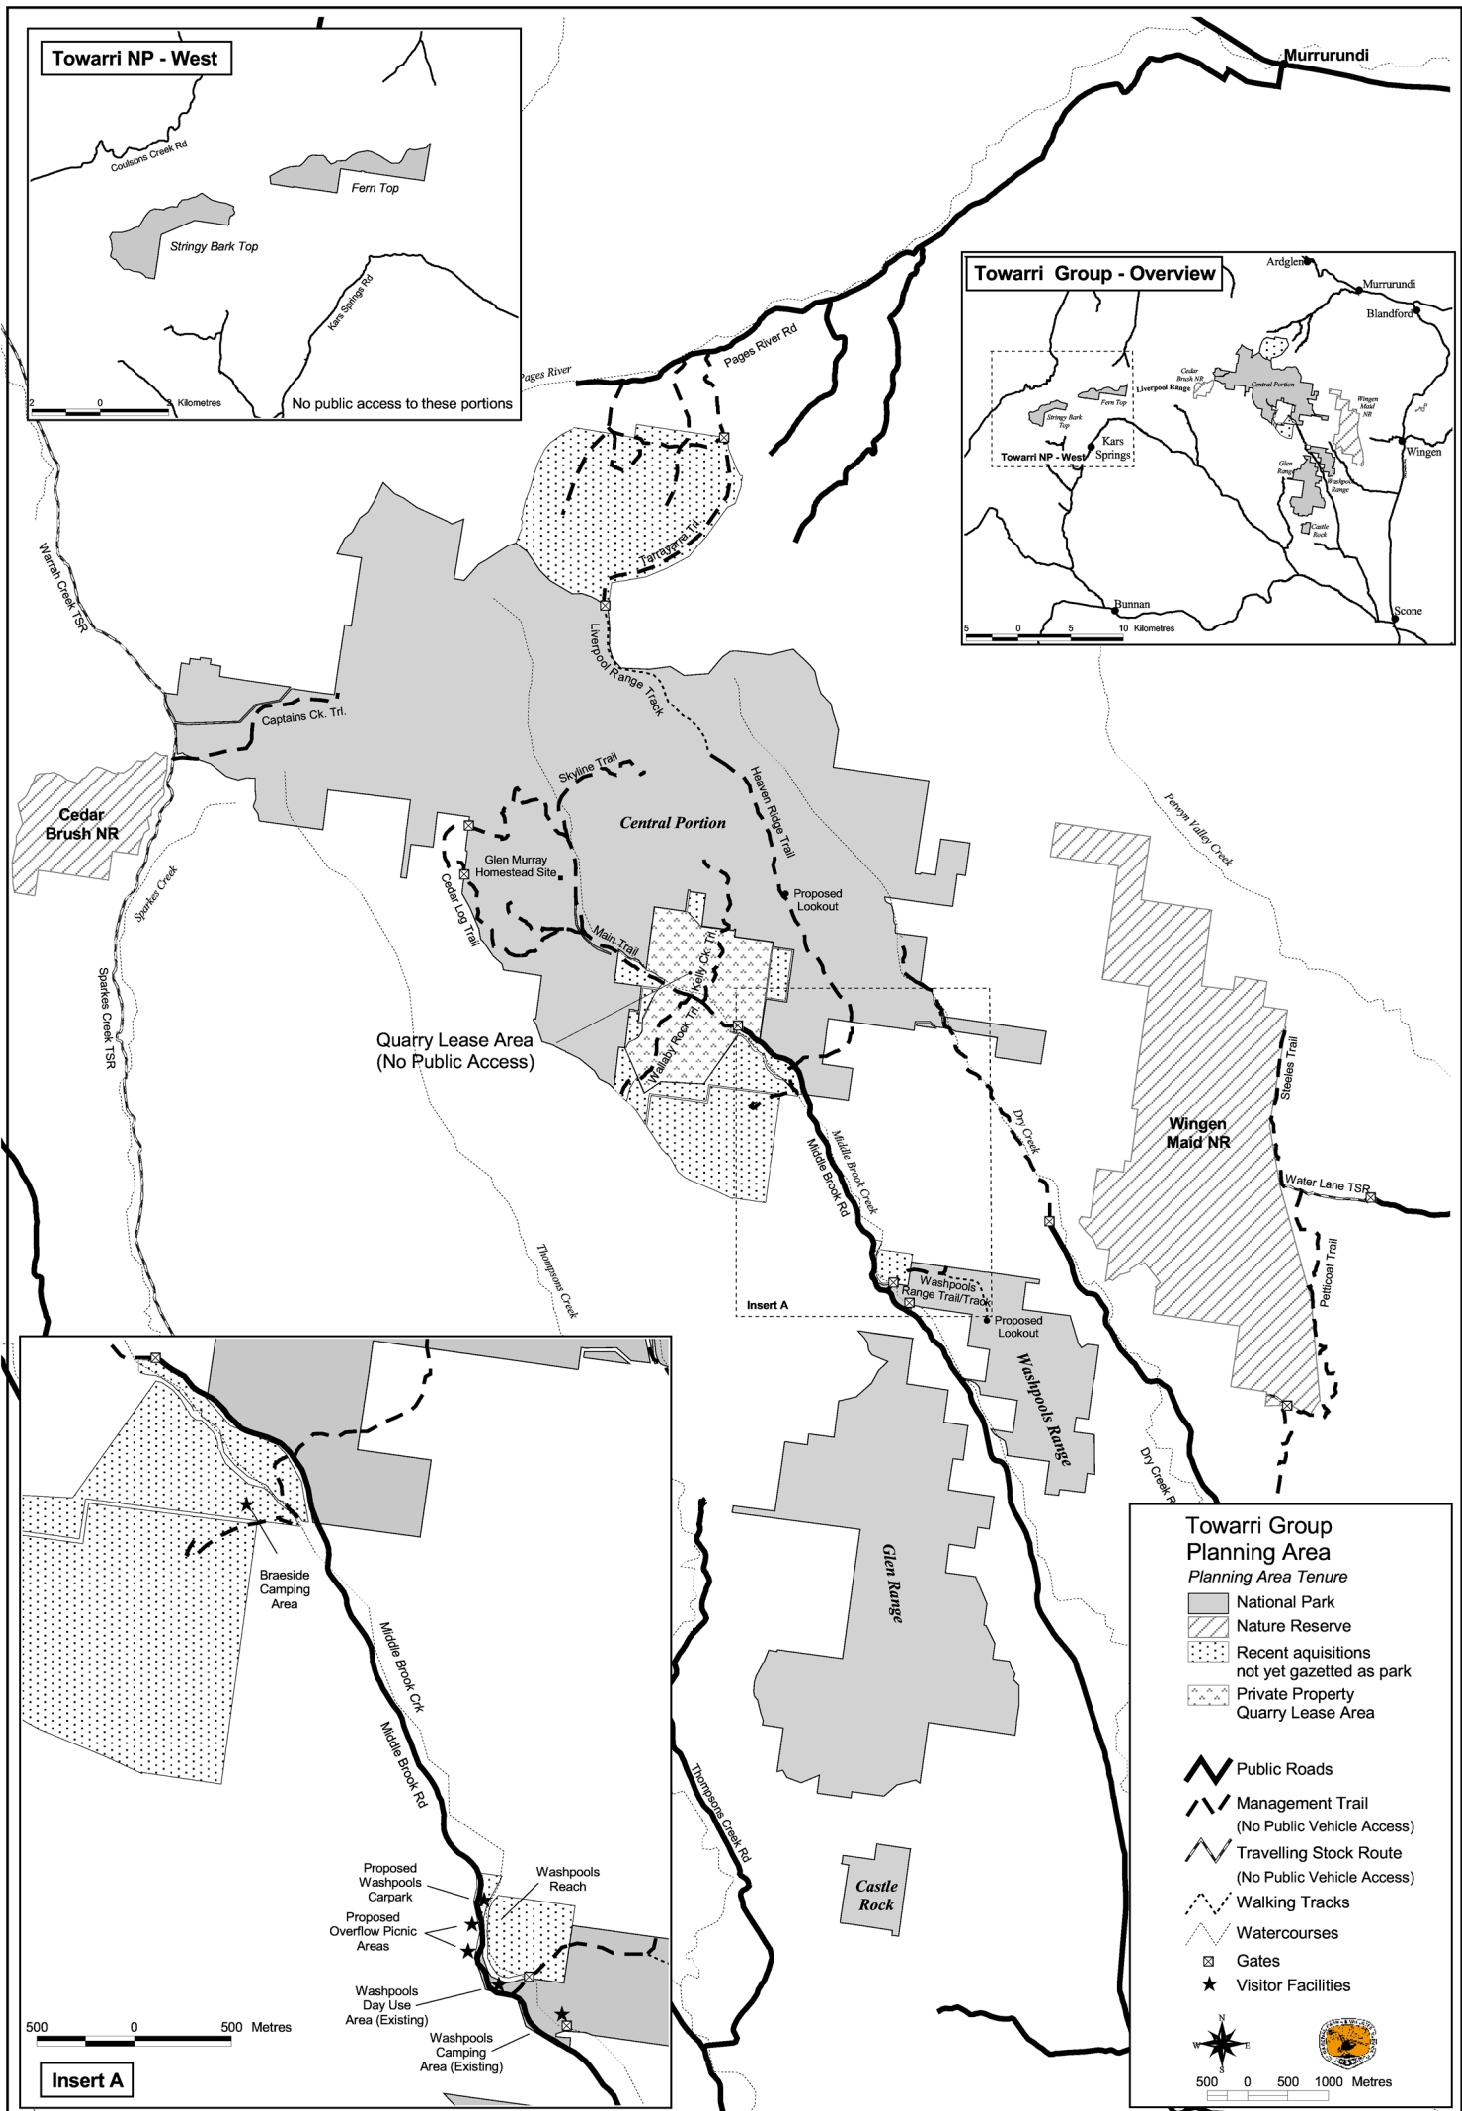 Towarri NP - West
Coulsons Creek Rd
Fern Top
Stringy Bark Top
Kars Springs Rd
2 0 2 Kilometres
No public access to these portions
Murrurundi
Pages River
Pages River Rd
Towarri Group - Overview
Ardglen
Murrurundi
Blandford
Cedar
Brush NR
Liverpool Range
Central Portion
Fern Top
Stringy Bark
Top
Wingen
Maid
NR
Kars
Springs
Towarri NP - West
Wingen
Glen
Range
Washpool
Range
Castle
Rock
Bunnan
Scone
5 0 5 10 Kilometres
Warrah Creek TSR
Tarrayarra Trl
Liverpool Range Track
Captains Ck. Trl.
Skyline Trail
Heaven Ridge Trail
Petwyn Valley Creek
Cedar
Brush NR
Central Portion
Glen Murray
Homestead Site
Proposed
Lookout
Sparkes Creek
Cedar Log Trail
Main Trail
Kelly Ck. Trl.
Sparkes Creek TSR
Quarry Lease Area
(No Public Access)
Wallaby Rock Trl.
Steeles Trail
Wingen
Maid NR
Dry Creek
Middle Brook Creek
Middle Brook Rd
Water Lane TSR
Thompsons Creek
Petticoat Trail
Washpools
Range Trail/Track
Insert A
Proposed
Lookout
Washpools Range
Dry Creek R
Glen Range
Braeside
Camping
Area
Middle Brook Crk
Middle Brook Rd
Thompsons Creek Rd
Proposed
Washpools
Carpark
Washpools
Reach
Proposed
Overflow Picnic
Areas
Washpools
Day Use
Area (Existing)
Washpools
Camping
Area (Existing)
500 0 500 Metres
Insert A
Castle
Rock
Towarri Group
Planning Area
Planning Area Tenure
National Park
Nature Reserve
Recent aquisitions
not yet gazetted as park
Private Property
Quarry Lease Area
Public Roads
Management Trail
(No Public Vehicle Access)
Travelling Stock Route
(No Public Vehicle Access)
Walking Tracks
Watercourses
Gates
Visitor Facilities
N
W E
S
500 0 500 1000 Metres